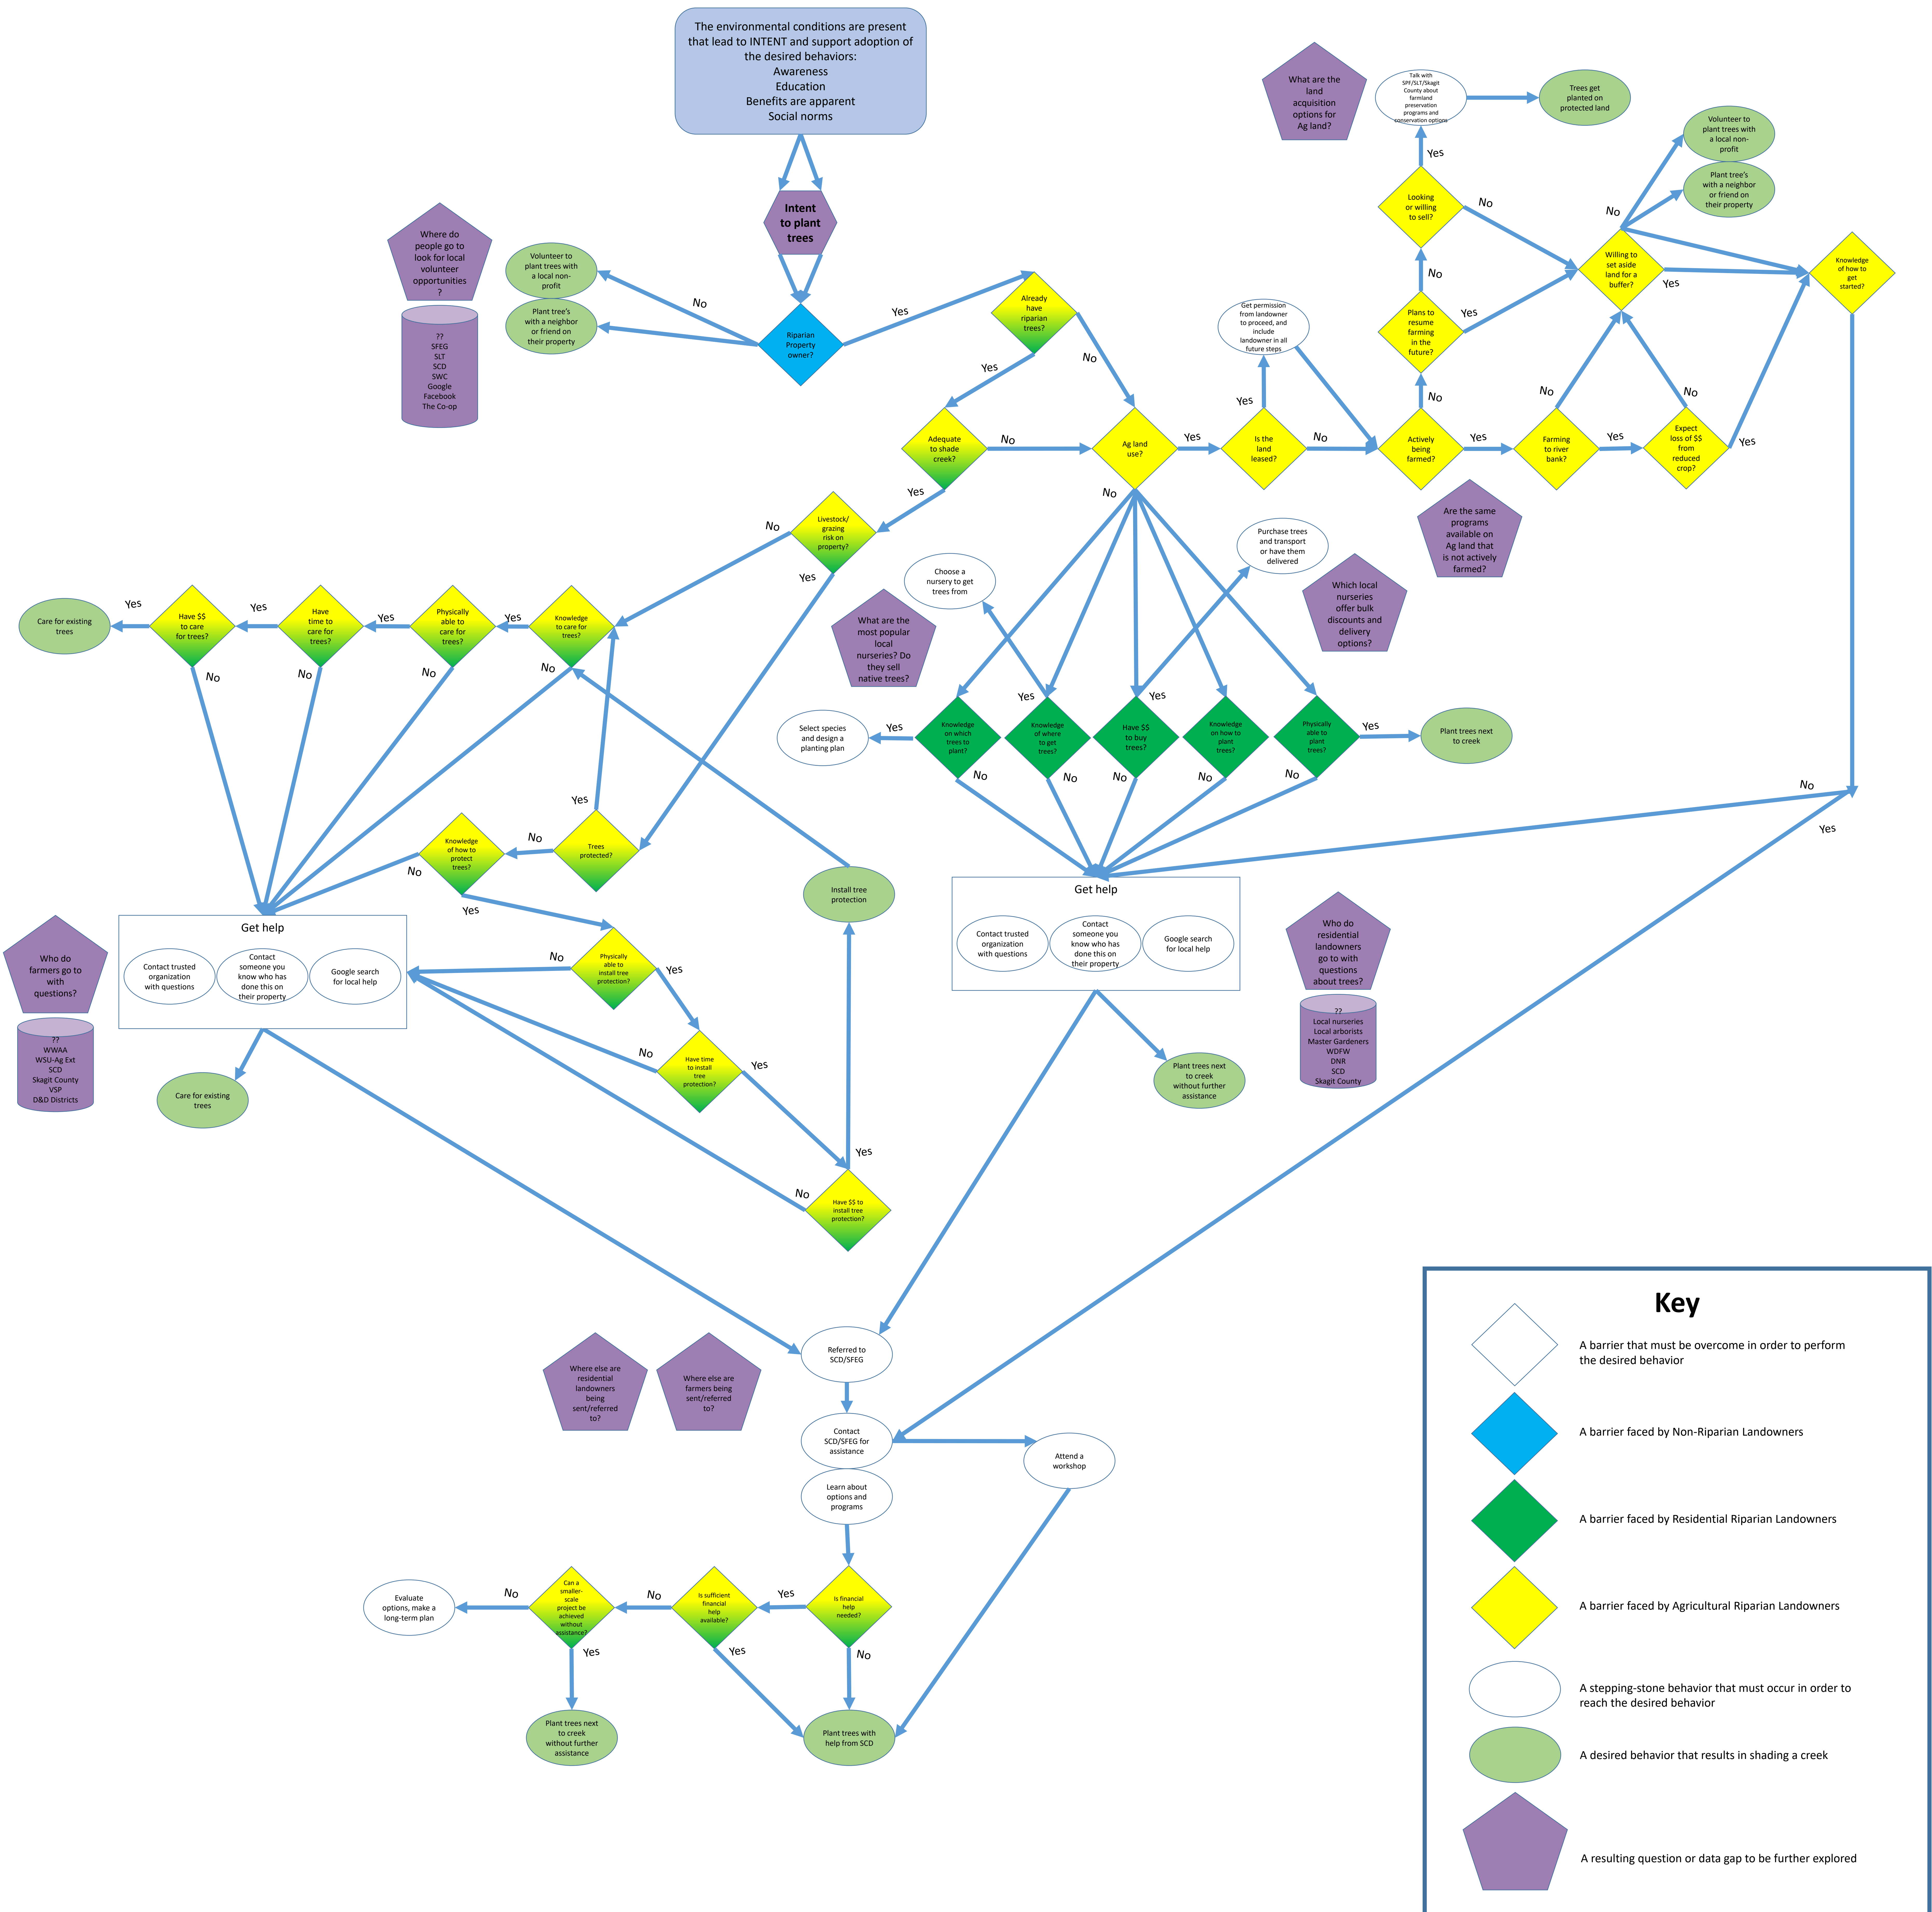 The environmental conditions are present
that lead to INTENT and support adoption of
the desired behaviors:
Awareness
Education
Benefits are apparent
Social norms
Intent
to plant
trees
Where do
people go to
look for local
volunteer
opportunities
?
??
SFEG
SLT
SCD
SWC
Google
Facebook
The Co-op
Volunteer to
plant trees with
a local non-
profit
Plant tree's
with a neighbor
or friend on
their property
No
Riparian
Property
owner?
Yes
Already
have
riparian
trees?
Yes
No
Adequate
to shade
creek?
No
Yes
Ag land
use?
Yes
No
Is the
land
leased?
Yes
No
Get permission
from landowner
to proceed, and
include
landowner in all
future steps
Actively
being
farmed?
No
Yes
Plans to
resume
farming
in the
future?
No
Yes
Looking
or willing
to sell?
Yes
No
What are the
land
acquisition
options for
Ag land?
Talk with
SPF/SLT/Skagit
County about
farmland
preservation
programs and
conservation options
Trees get
planted on
protected land
Volunteer to
plant trees with
a local non-
profit
Plant tree's
with a neighbor
or friend on
their property
No
Willing to
set aside
land for a
buffer?
Yes
Knowledge
of how to
get
started?
Farming
to river
bank?
No
Yes
Expect
loss of $$
from
reduced
crop?
No
Yes
Are the same
programs
available on
Ag land that
is not actively
farmed?
Livestock/
grazing
risk on
property?
No
Yes
Care for existing
trees
Yes
Have $$
to care
for trees?
Yes
Have
time to
care for
trees?
Yes
Physically
able to
care for
trees?
Yes
Knowledge
to care for
trees?
No
No
No
No
Choose a
nursery to get
trees from
What are the
most popular
local
nurseries? Do
they sell
native trees?
Purchase trees
and transport
or have them
delivered
Which local
nurseries
offer bulk
discounts and
delivery
options?
Select species
and design a
planting plan
Yes
Knowledge
on which
trees to
plant?
Yes
Knowledge
of where
to get
trees?
Yes
Have $$
to buy
trees?
Knowledge
on how to
plant
trees?
Physically
able to
plant
trees?
Yes
Plant trees next
to creek
No
No
No
No
No
No
Yes
Yes
Trees
protected?
No
Knowledge
of how to
protect
trees?
No
Yes
Install tree
protection
Get help
Contact trusted
organization
with questions
Contact
someone you
know who has
done this on
their property
Google search
for local help
Who do
farmers go to
with
questions?
??
WWAA
WSU-Ag Ext
SCD
Skagit County
VSP
D&D Districts
Care for existing
trees
Physically
able to
install tree
protection?
No
Yes
Have time
to install
tree
protection?
No
Yes
Have $$ to
install tree
protection?
No
Yes
Get help
Contact trusted
organization
with questions
Contact
someone you
know who has
done this on
their property
Google search
for local help
Who do
residential
landowners
go to with
questions
about trees?
??
Local nurseries
Local arborists
Master Gardeners
WDFW
DNR
SCD
Skagit County
Plant trees next
to creek
without further
assistance
Where else are
residential
landowners
being
sent/referred
to?
Where else are
farmers being
sent/referred
to?
Referred to
SCD/SFEG
Contact
SCD/SFEG for
assistance
Learn about
options and
programs
Attend a
workshop
Is financial
help
needed?
Yes
No
Is sufficient
financial
help
available?
No
Yes
Can a
smaller-
scale
project be
achieved
without
assistance?
No
Yes
Evaluate
options, make a
long-term plan
Plant trees next
to creek
without further
assistance
Plant trees with
help from SCD
Key
A barrier that must be overcome in order to perform
the desired behavior
A barrier faced by Non-Riparian Landowners
A barrier faced by Residential Riparian Landowners
A barrier faced by Agricultural Riparian Landowners
A stepping-stone behavior that must occur in order to
reach the desired behavior
A desired behavior that results in shading a creek
A resulting question or data gap to be further explored